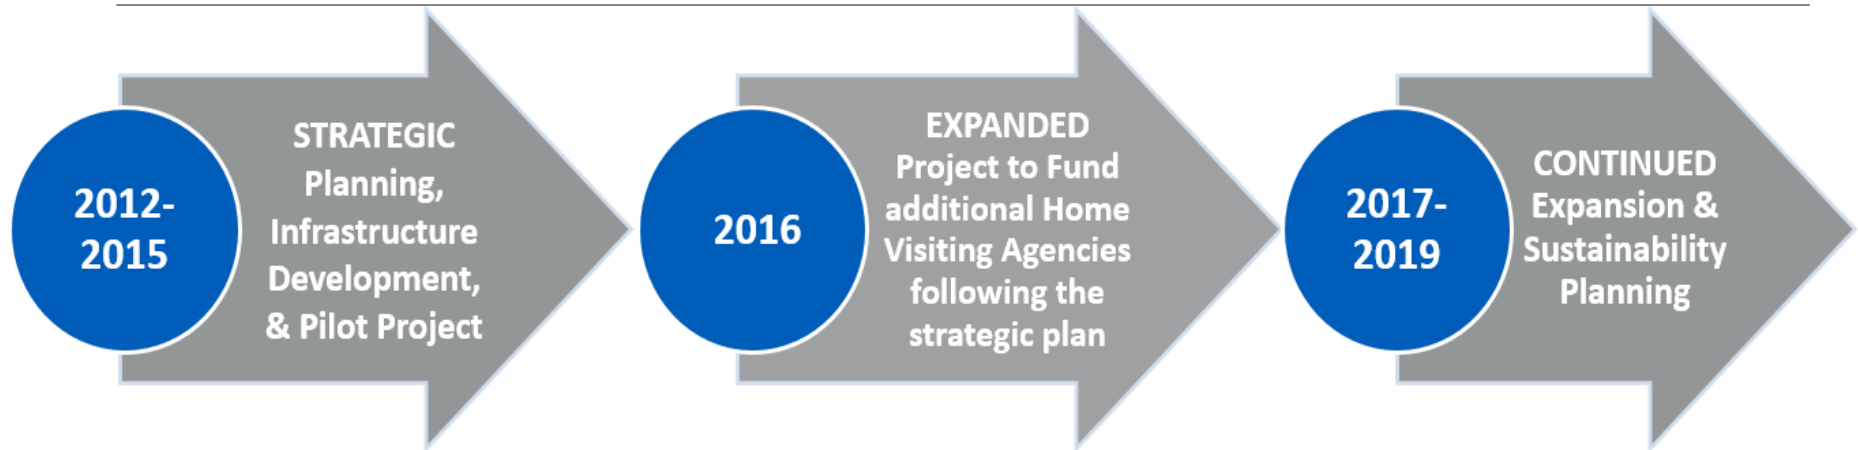 2012-
2015
STRATEGIC
Planning,
Infrastructure
Development,
& Pilot Project
2016
EXPANDED
Project to Fund
additional Home
Visiting Agencies
following the
strategic plan
2017-
2019
CONTINUED
Expansion &
Sustainability
Planning